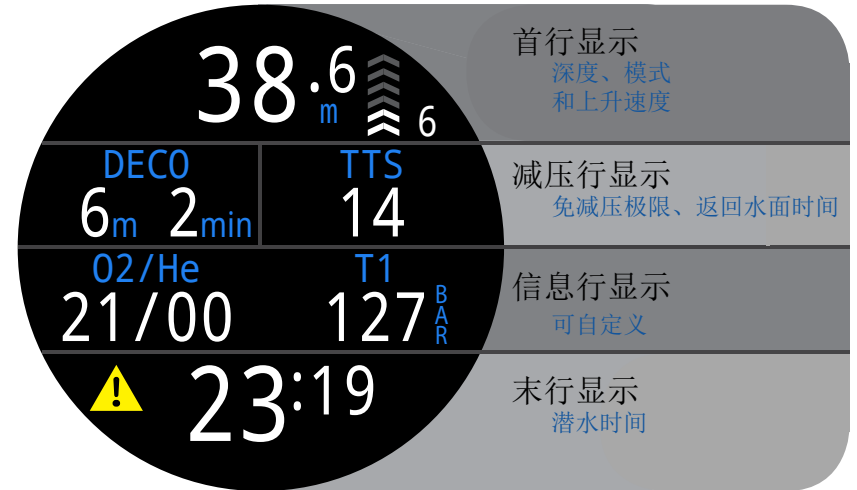 38.6
m
6
首行显示
深度、模式
和上升速度
DECO TTS
6m 2min 14
减压行显示
免减压极限、返回水面时间
O2/He T1
21/00 127 BAR
信息行显示
可自定义
23:19
末行显示
潜水时间